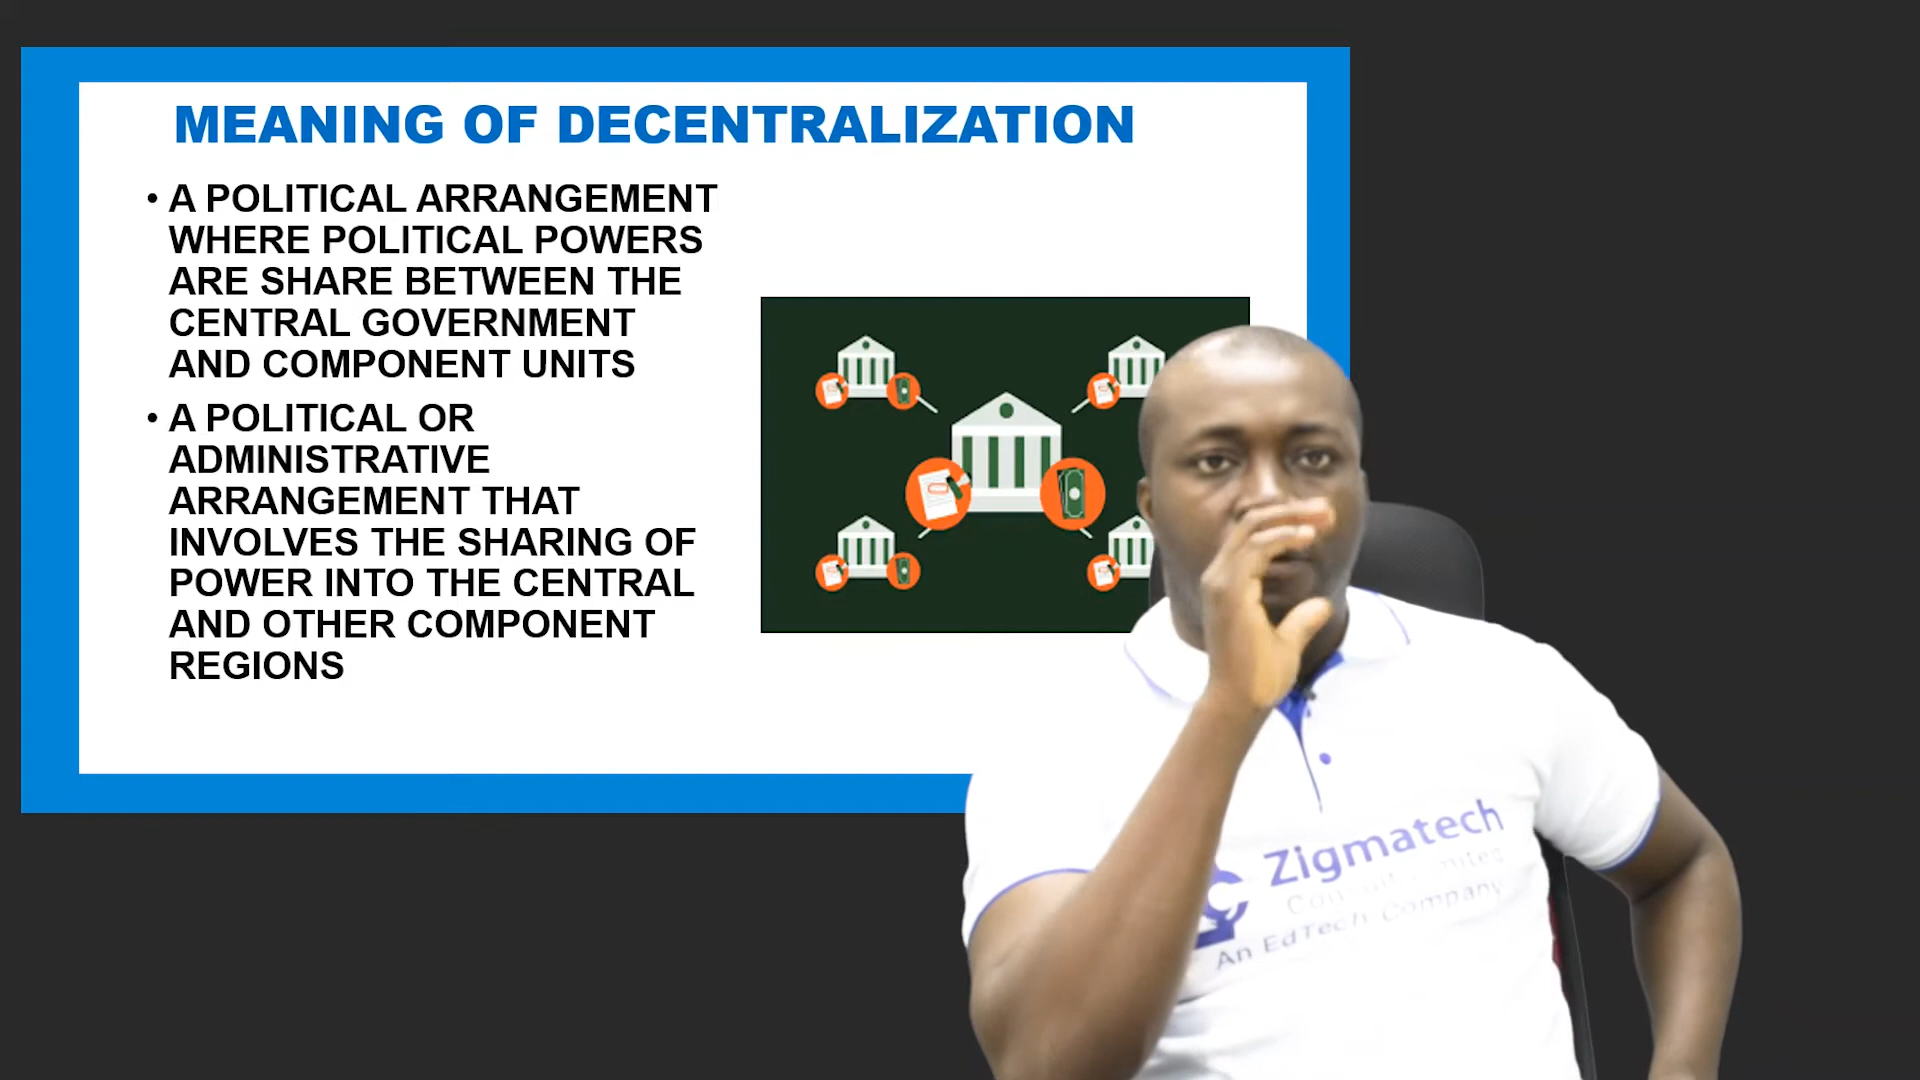 MEANING OF DECENTRALIZATION
• A POLITICAL ARRANGEMENT
WHERE POLITICAL POWERS
ARE SHARE BETWEEN THE
CENTRAL GOVERNMENT
AND COMPONENT UNITS
• A POLITICAL OR
ADMINISTRATIVE
ARRANGEMENT THAT
INVOLVES THE SHARING OF
POWER INTO THE CENTRAL
AND OTHER COMPONENT
REGIONS
Zigmatech
An EdTech Company